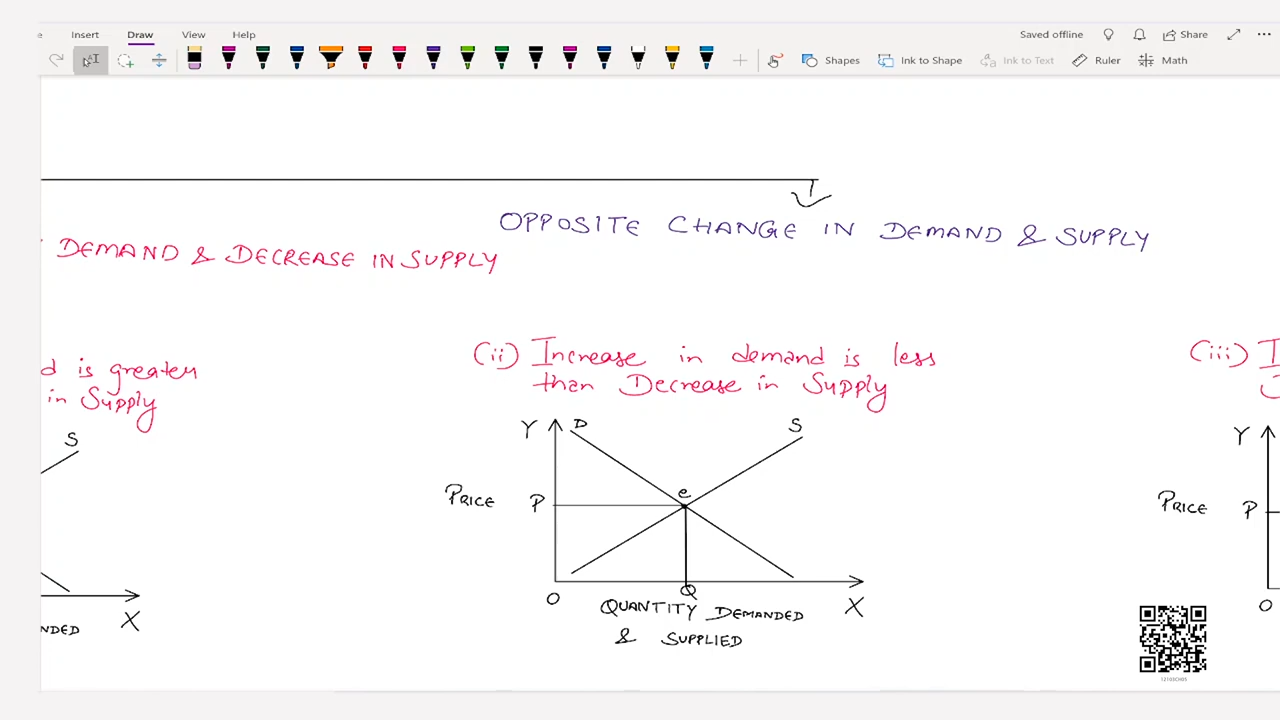 Insert Draw View Help Saved offline Share
Shapes Ink to Shape Ink to Text Ruler Math
OPPOSITE CHANGE IN DEMAND & SUPPLY
DEMAND & DECREASE IN SUPPLY
d is greater
in Supply
S
NDED
X
(ii) Increase in demand is less
than Decrease in Supply
Y D S
e
PRICE P
O Q X
QUANTITY DEMANDED
& SUPPLIED
(iii) I
Y
PRICE P
O
12103CH05